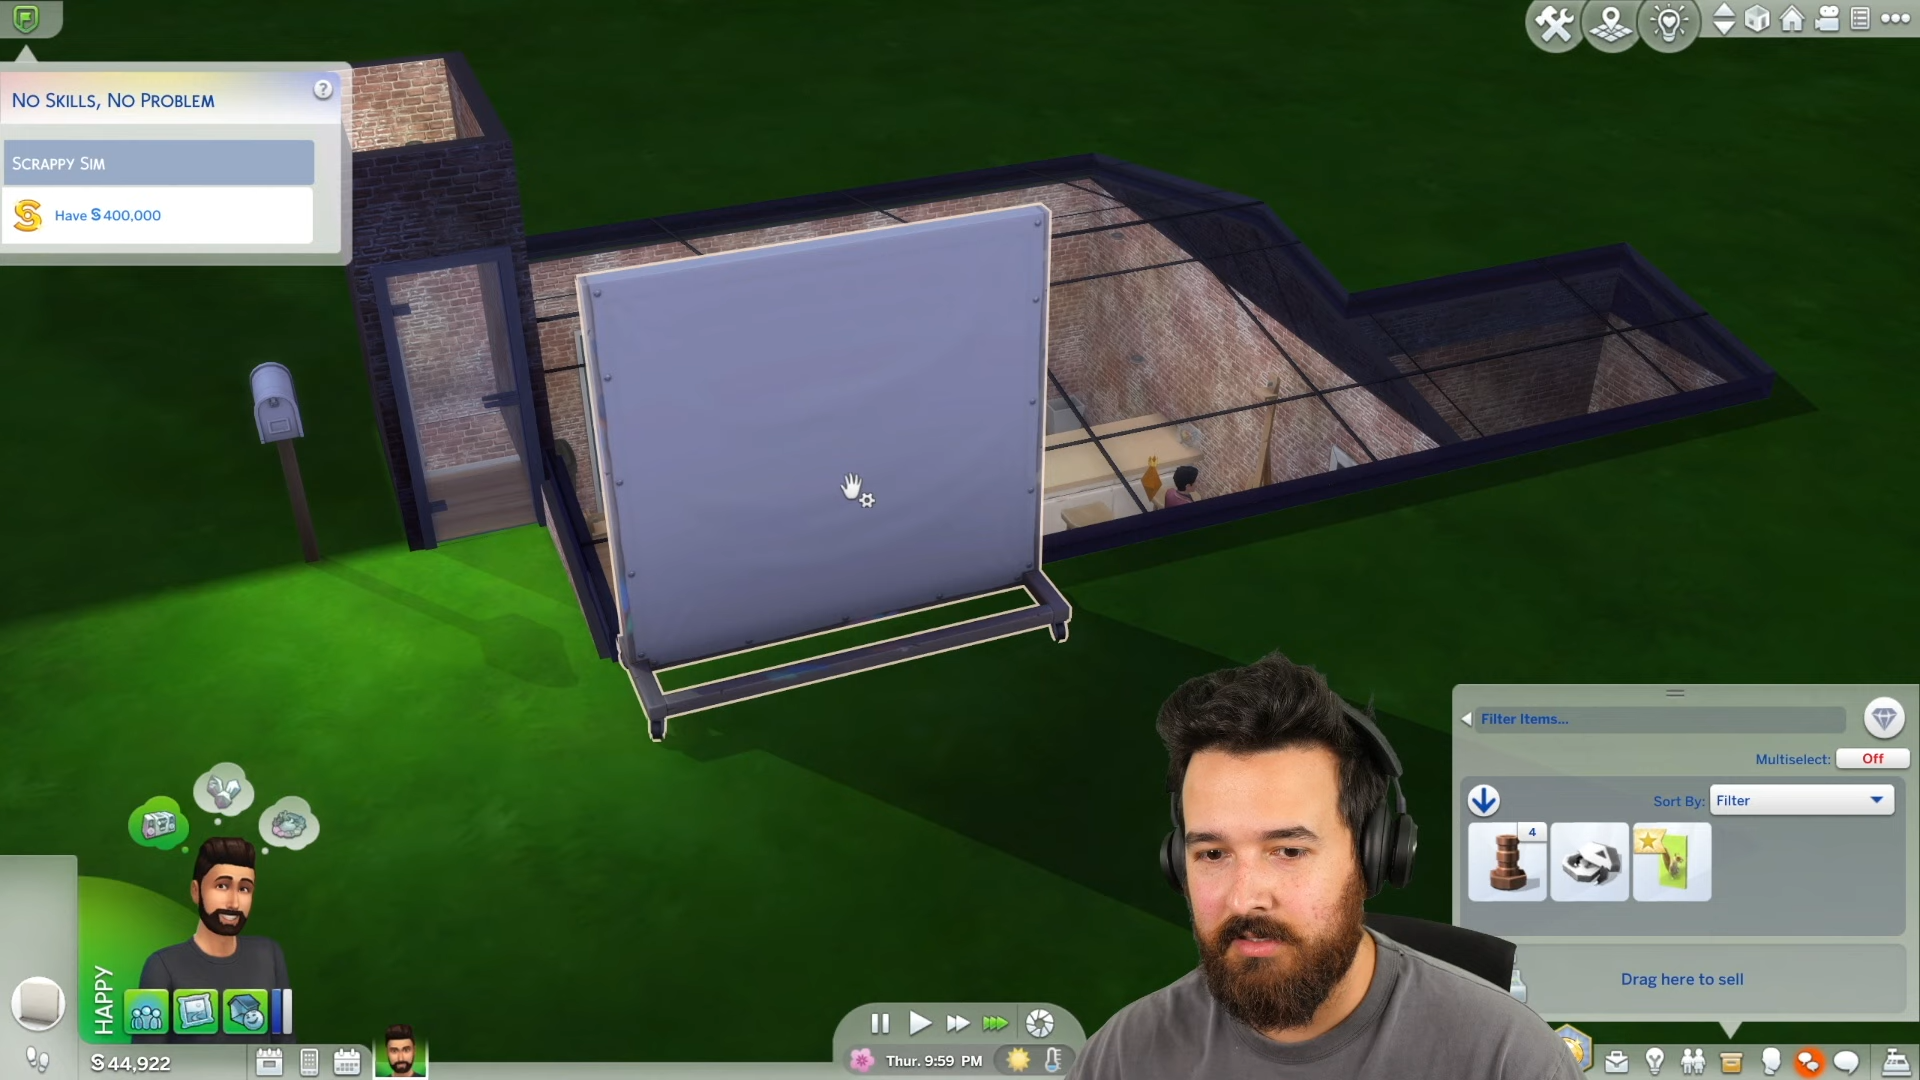 NO SKILLS, NO PROBLEM
?
SCRAPPY SIM
Have §400,000
Filter Items...
Multiselect: Off
Sort By: Filter
4
Drag here to sell
HAPPY
§44,922
Thur. 9:59 PM